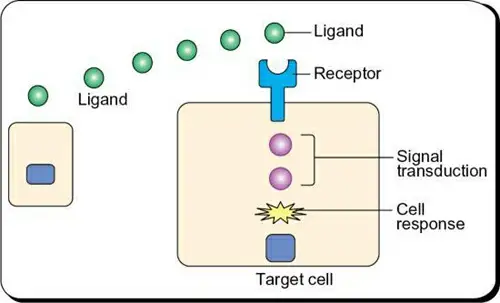 Ligand
Receptor
Ligand
Signal
transduction
Cell
response
Target cell